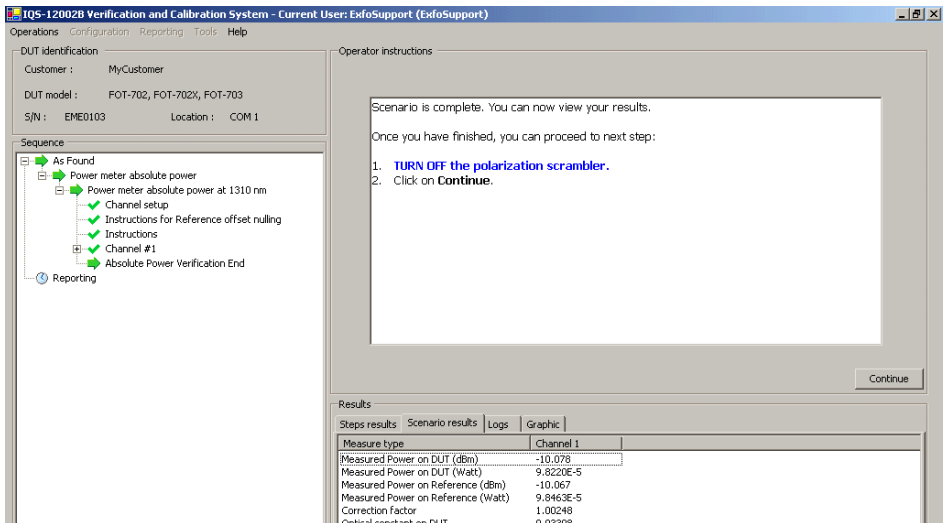 IQS-12002B Verification and Calibration System - Current User: ExfoSupport (ExfoSupport)
Operations Configuration Reporting Tools Help
DUT identification
Customer : MyCustomer
DUT model : FOT-702, FOT-702X, FOT-703
S/N : EME0103 Location : COM 1
Sequence
As Found
Power meter absolute power
Power meter absolute power at 1310 nm
Channel setup
Instructions for Reference offset nulling
Instructions
Channel #1
Absolute Power Verification End
Reporting
Operator instructions
Scenario is complete. You can now view your results.
Once you have finished, you can proceed to next step:
1. TURN OFF the polarization scrambler.
2. Click on Continue.
Continue
Results
Steps results Scenario results Logs Graphic
Measure type Channel 1
Measured Power on DUT (dBm) -10.078
Measured Power on DUT (Watt) 9.8220E-5
Measured Power on Reference (dBm) -10.067
Measured Power on Reference (Watt) 9.8463E-5
Correction factor 1.00248
Optical constant on DUT